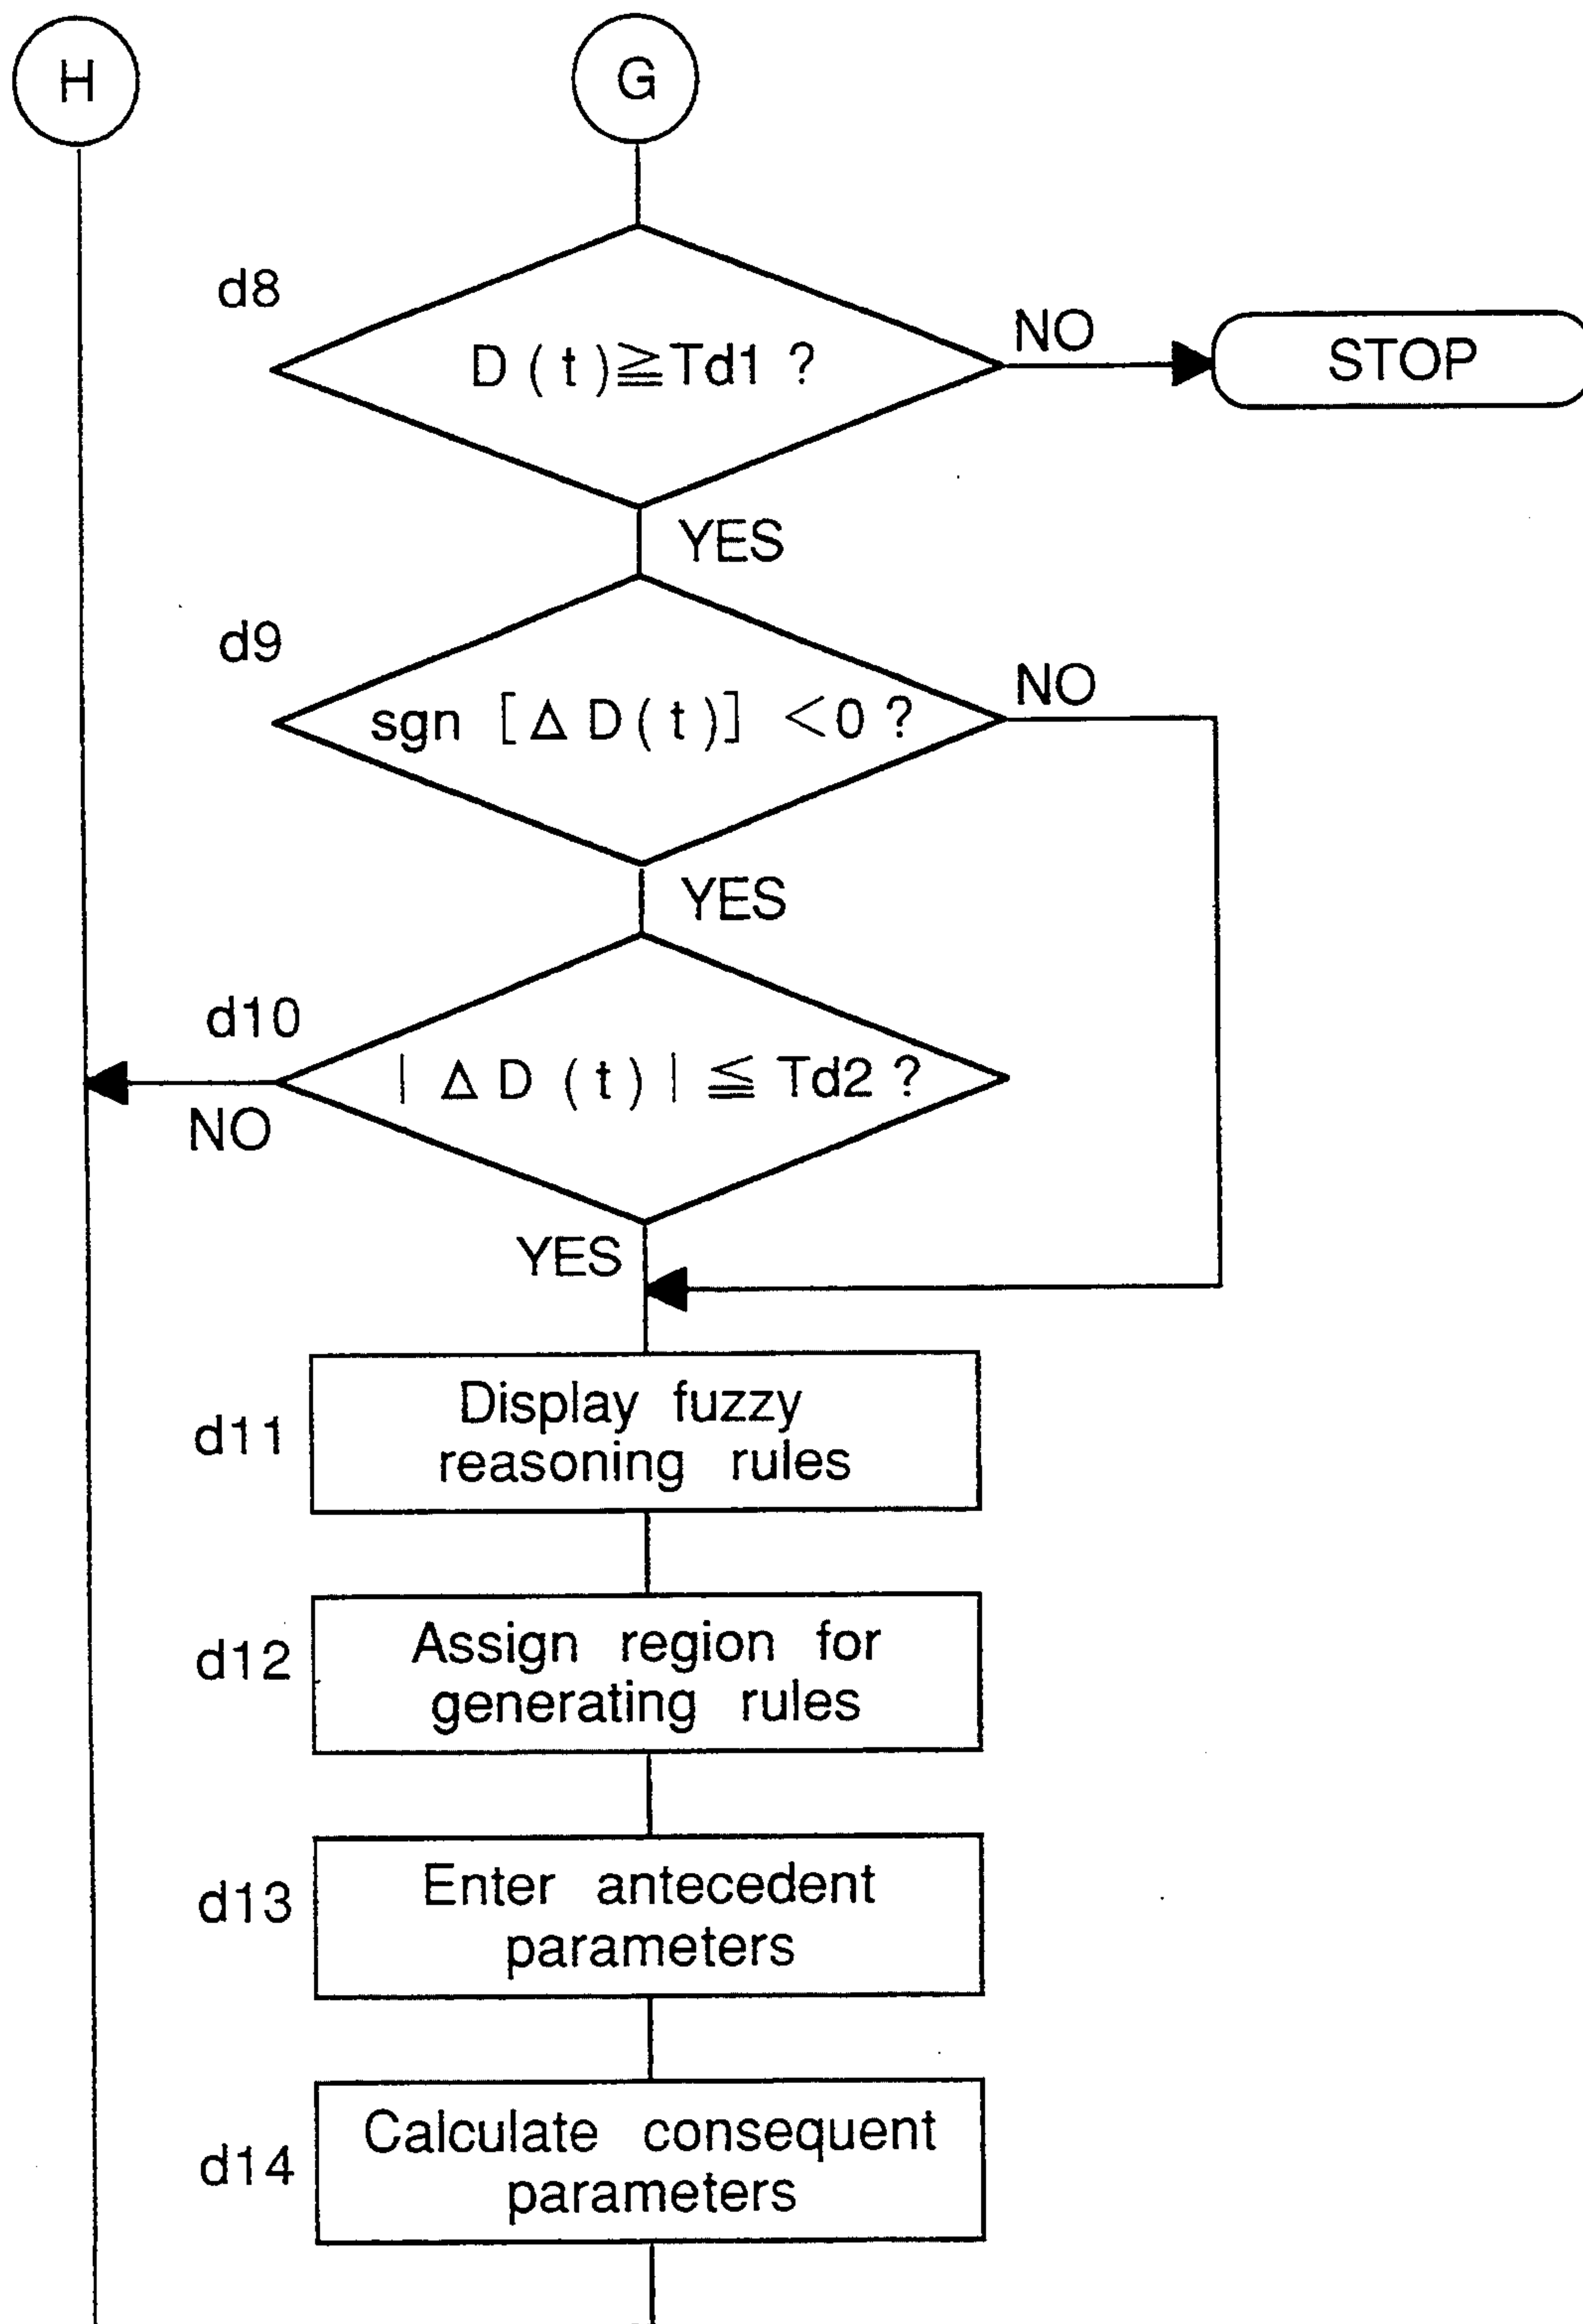 H
G
d8
D (t)≧Td1 ?
NO
STOP
YES
d9
sgn [Δ D(t)] <0 ?
NO
YES
d10
| Δ D (t) | ≦ Td2 ?
NO
YES
d11
Display fuzzy
reasoning rules
d12
Assign region for
generating rules
d13
Enter antecedent
parameters
d14
Calculate consequent
parameters